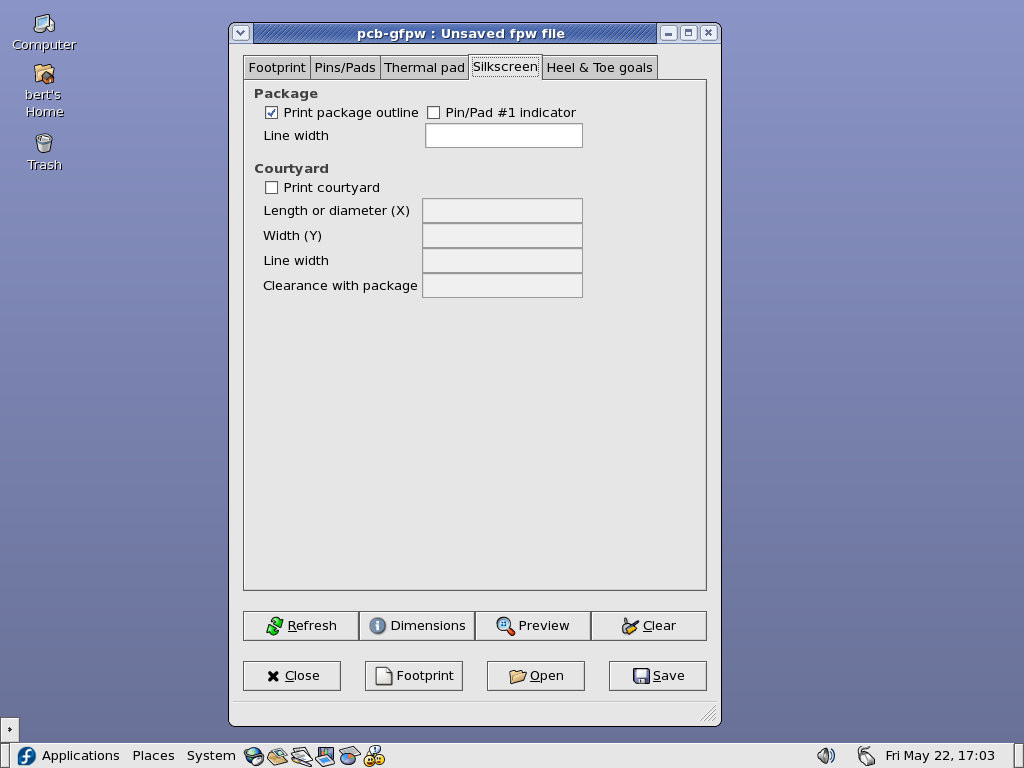 Computer
bert's
Home
Trash
pcb-gfpw : Unsaved fpw file
Footprint Pins/Pads Thermal pad Silkscreen Heel & Toe goals
Package
Print package outline Pin/Pad #1 indicator
Line width
Courtyard
Print courtyard
Length or diameter (X)
Width (Y)
Line width
Clearance with package
Refresh Dimensions Preview Clear
Close Footprint Open Save
Applications Places System Fri May 22, 17:03